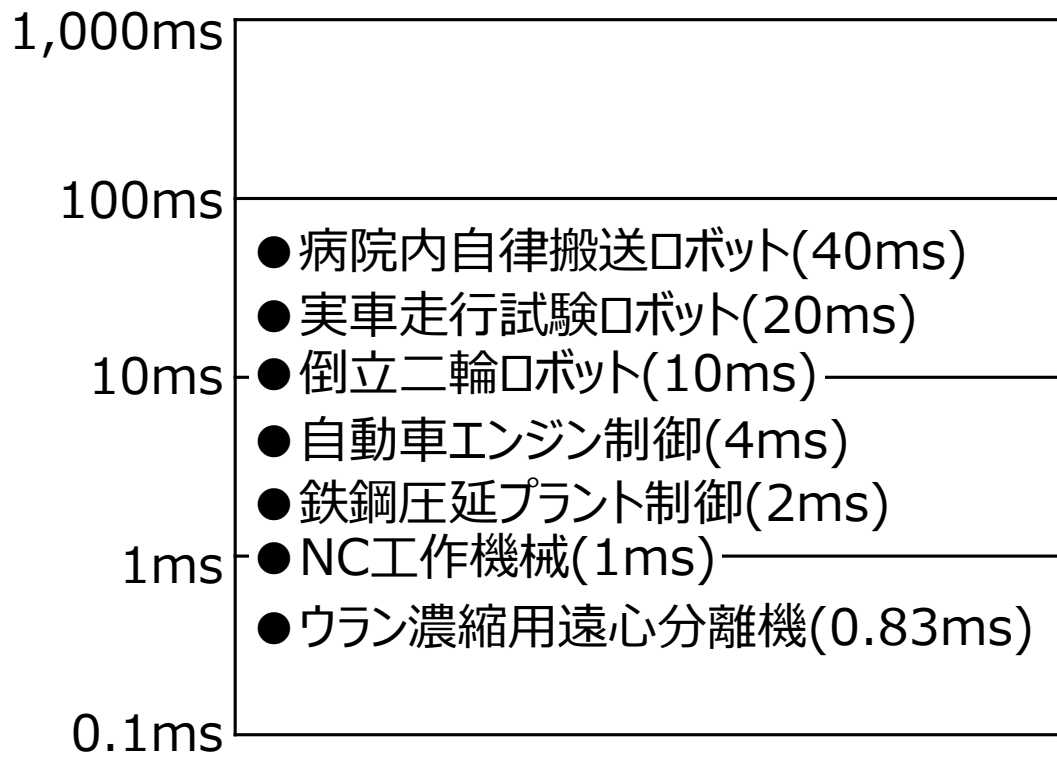 1,000ms
100ms
●病院内自律搬送ロボット(40ms)
●実車走行試験ロボット(20ms)
10ms ●倒立二輪ロボット(10ms)
●自動車エンジン制御(4ms)
●鉄鋼圧延プラント制御(2ms)
1ms ●NC工作機械(1ms)
●ウラン濃縮用遠心分離機(0.83ms)
0.1ms